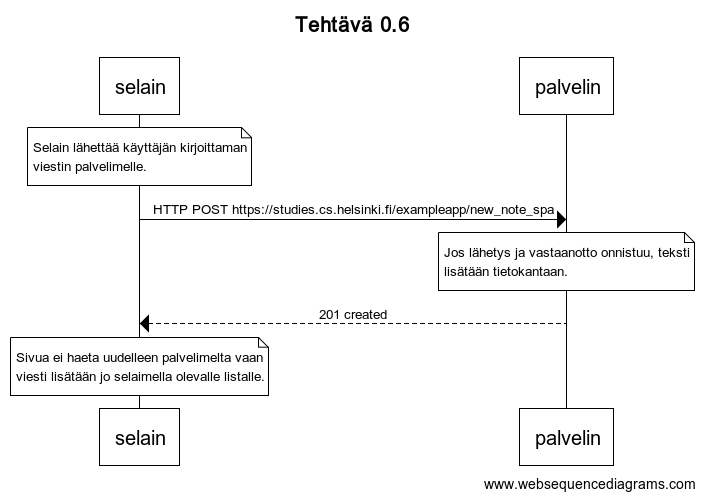 Tehtävä 0.6
selain
palvelin
Selain lähettää käyttäjän kirjoittaman
viestin palvelimelle.
HTTP POST https://studies.cs.helsinki.fi/exampleapp/new_note_spa
Jos lähetys ja vastaanotto onnistuu, teksti
lisätään tietokantaan.
201 created
Sivua ei haeta uudelleen palvelimelta vaan
viesti lisätään jo selaimella olevalle listalle.
selain
palvelin
www.websequencediagrams.com